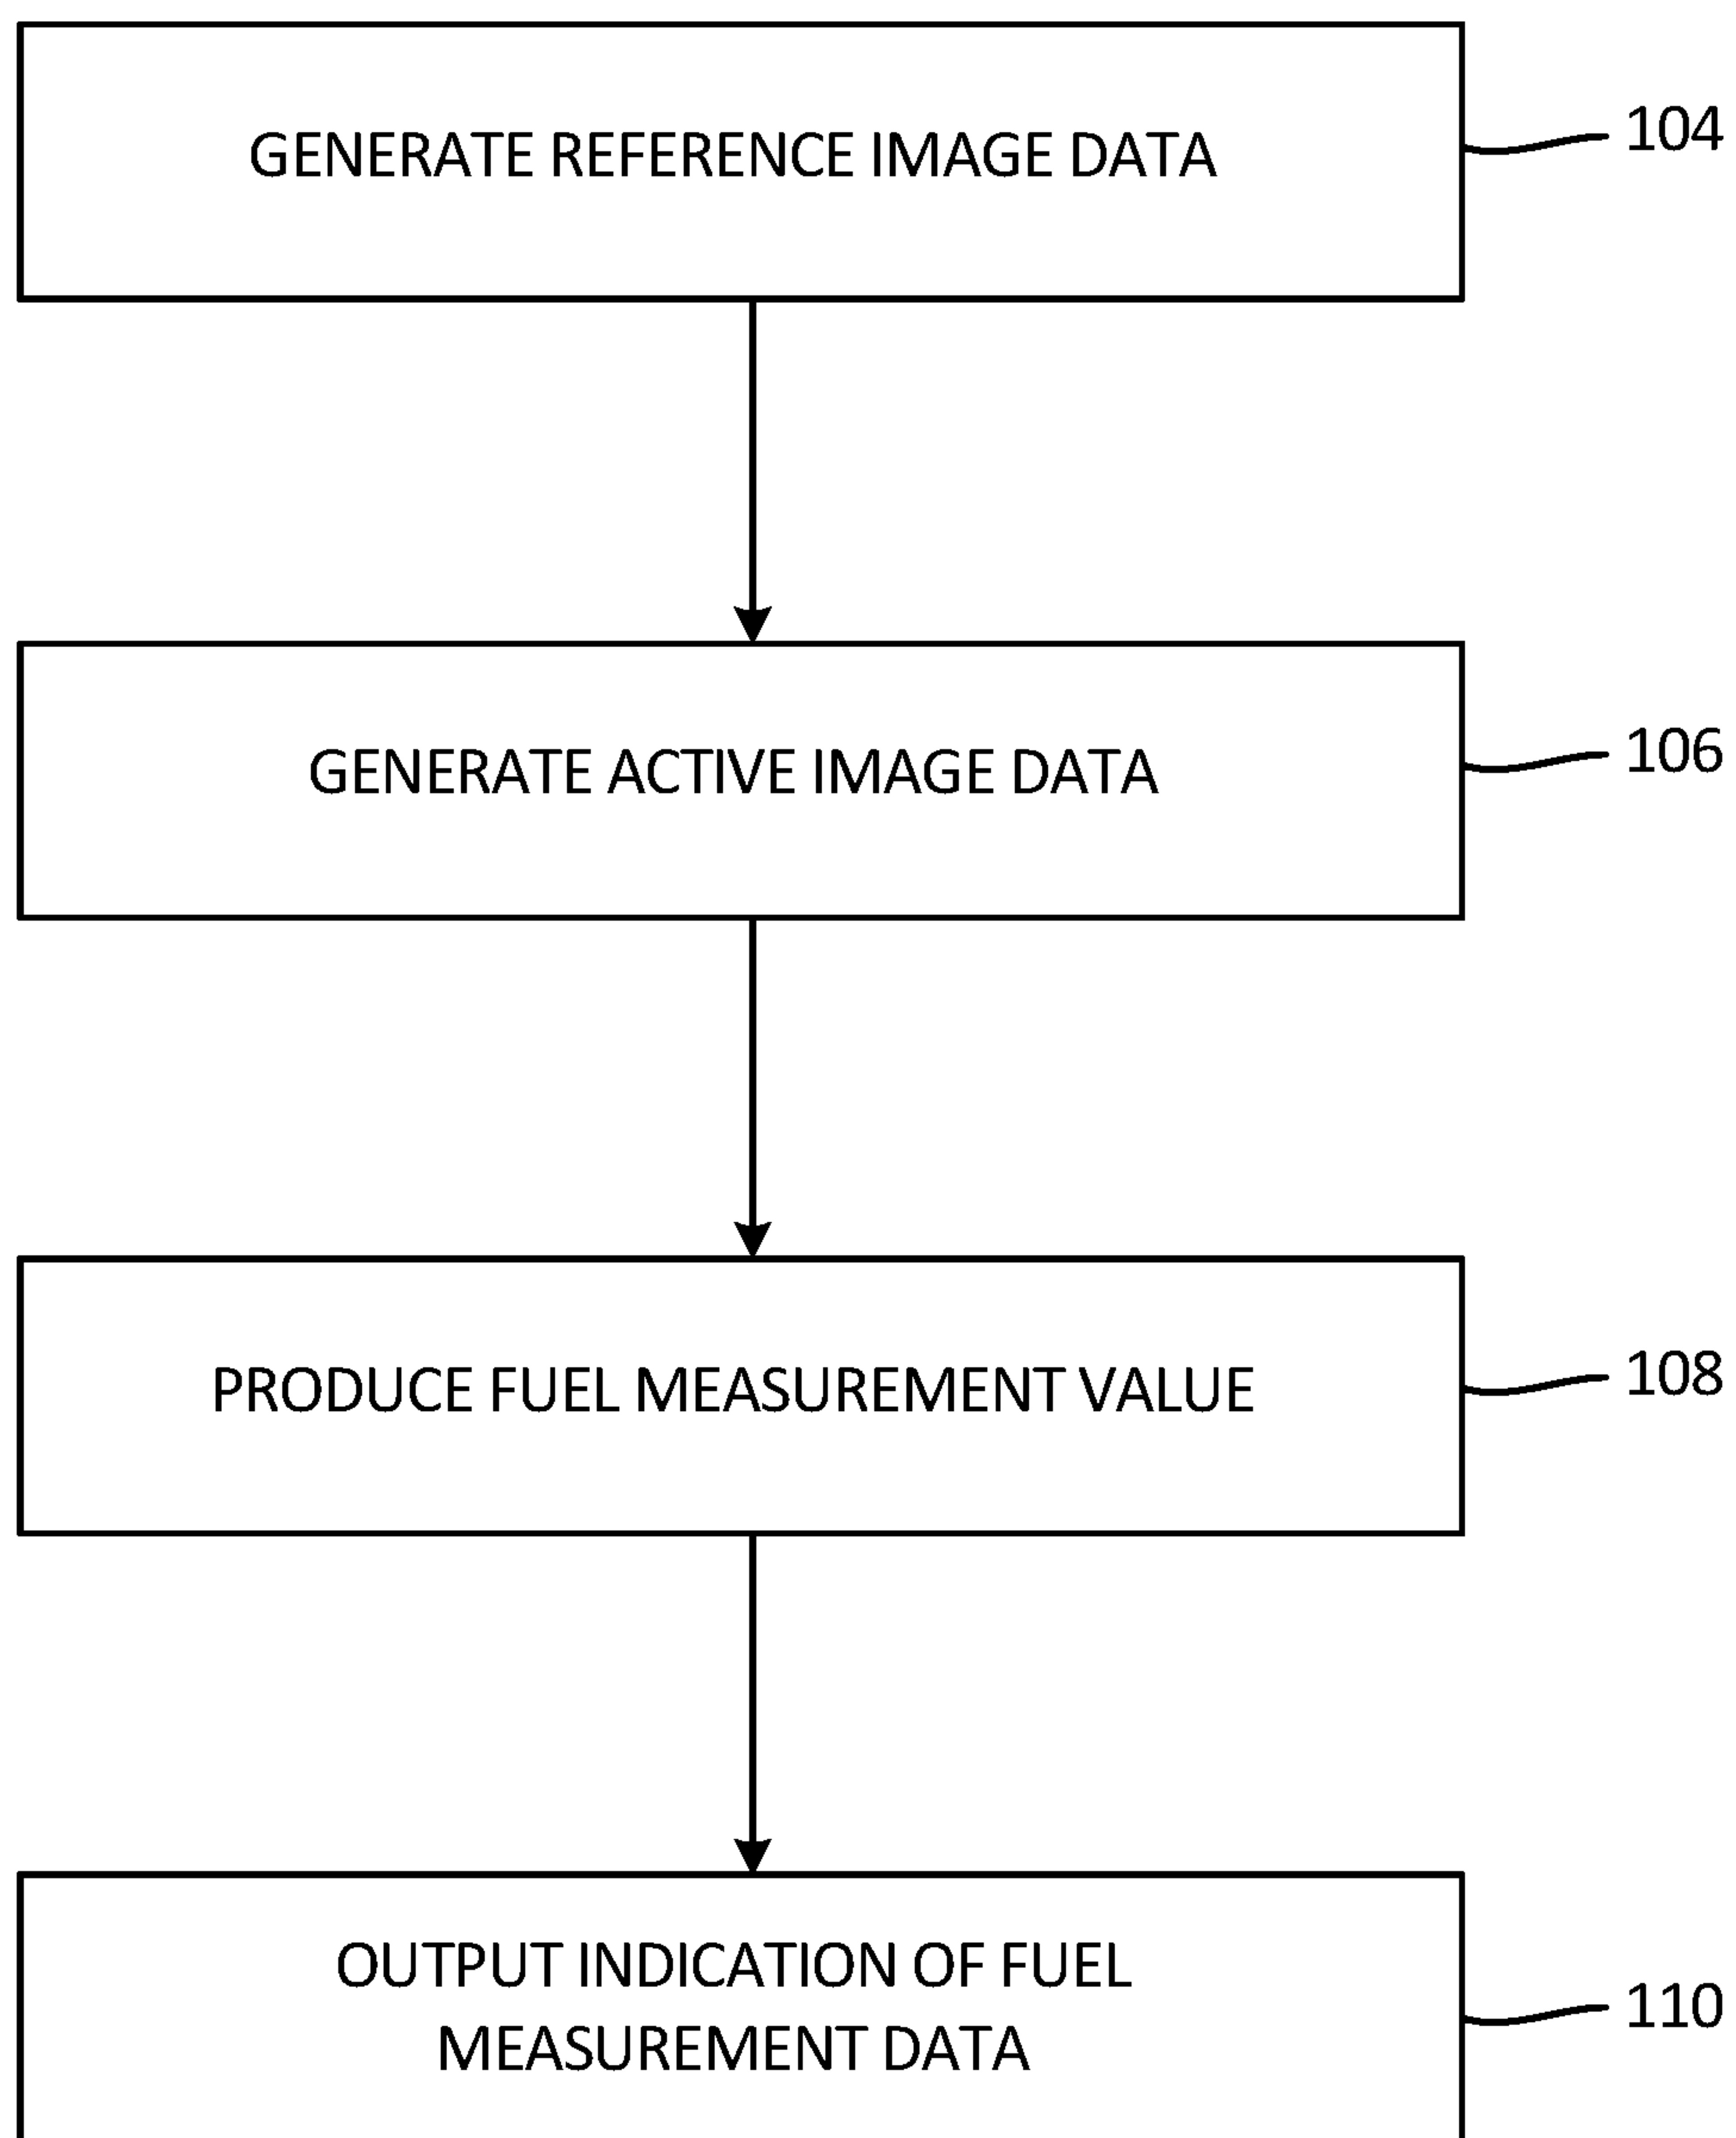 GENERATE REFERENCE IMAGE DATA
104
GENERATE ACTIVE IMAGE DATA
106
PRODUCE FUEL MEASUREMENT VALUE
108
OUTPUT INDICATION OF FUEL
MEASUREMENT DATA
110